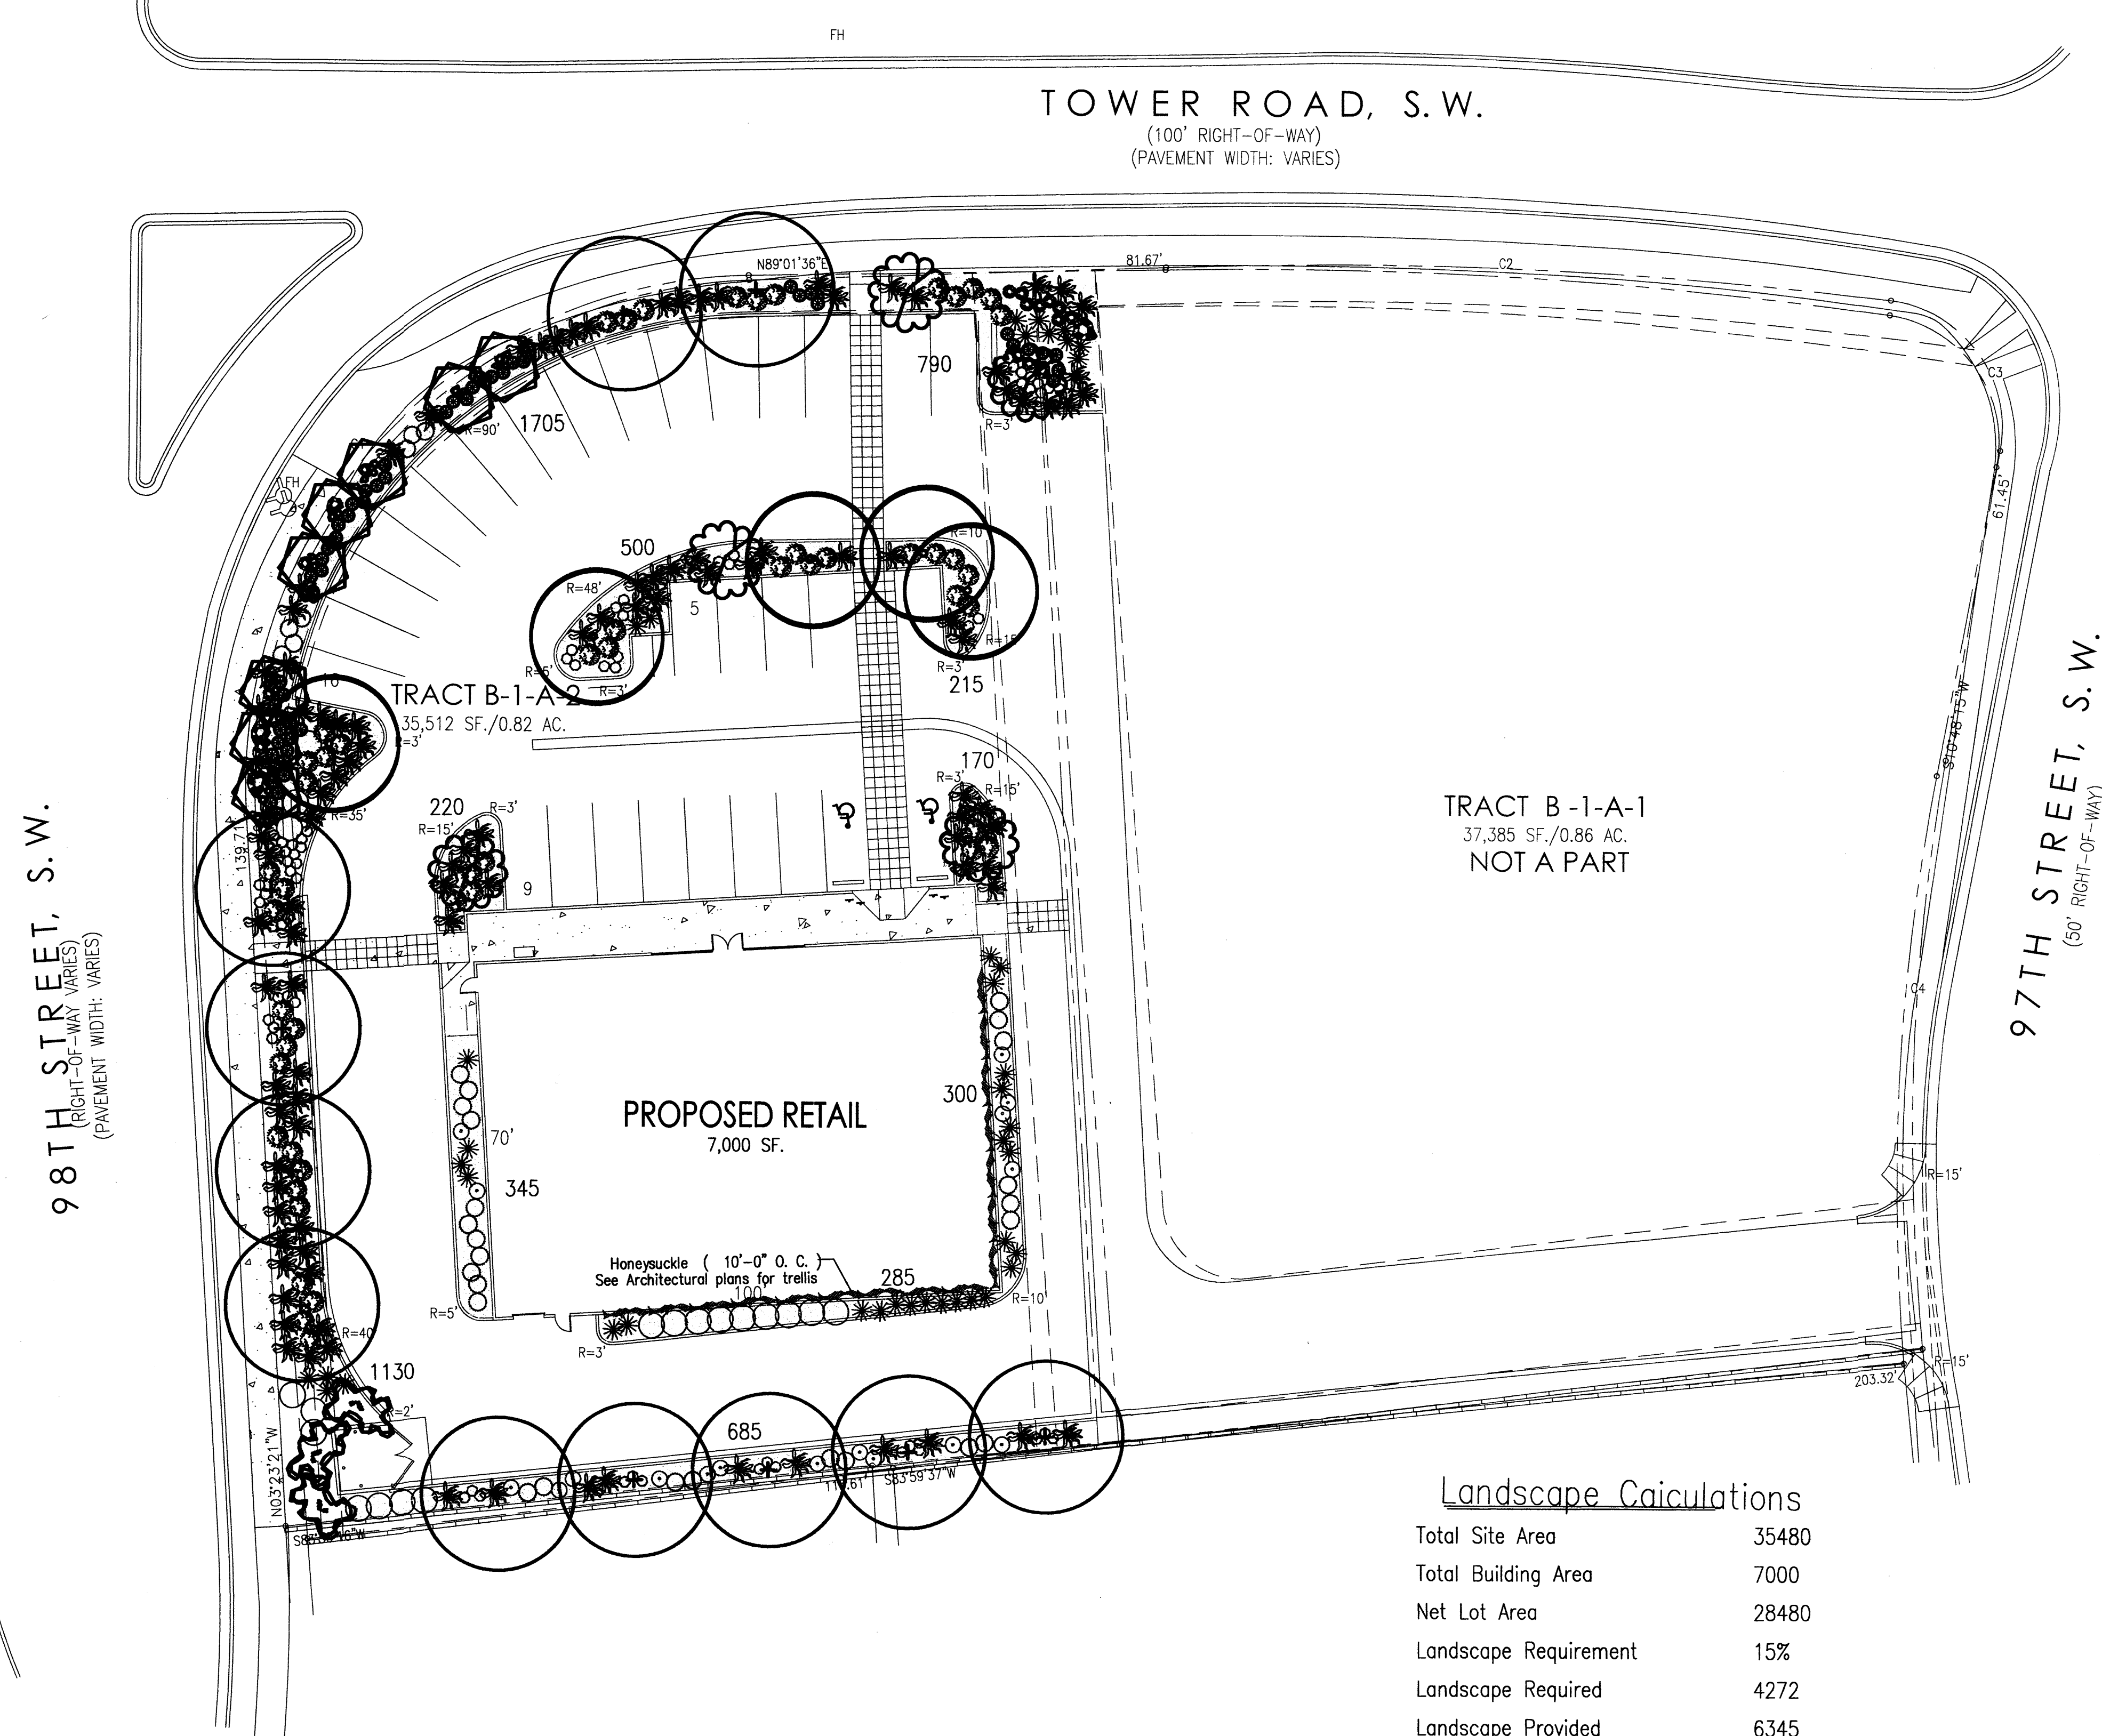 FH
TOWER ROAD, S.W.
(100' RIGHT-OF-WAY)
(PAVEMENT WIDTH: VARIES)
N89°01'36"E
8
81.67'
C2
C3
790
R=3'
R=90'
1705
FH
61.45'
500
R=10'
R=48'
5
R=15'
R=5'
R=3'
R=3'
215
16
TRACT B-1-A-2
35,512 SF./0.82 AC.
R=3'
S10°48'15"W
97TH STREET, S.W.
(50' RIGHT-OF-WAY)
170
R=3'
R=15'
220
R=3'
R=15'
R=35'
139.71'
TRACT B-1-A-1
37,385 SF./0.86 AC.
NOT A PART
9
98TH STREET, S.W.
(RIGHT-OF-WAY VARIES)
(PAVEMENT WIDTH: VARIES)
C4
300
PROPOSED RETAIL
7,000 SF.
70'
345
R=15'
Honeysuckle ( 10'-0" O. C. )
See Architectural plans for trellis
285
100'
R=5'
R=10'
R=3'
R=40'
1130
R=2'
R=15'
203.32'
685
S83°59'37"W
N03°23'21"W
Landscape Calculations
Total Site Area 35480
Total Building Area 7000
Net Lot Area 28480
Landscape Requirement 15%
Landscape Required 4272
Landscape Provided 6345